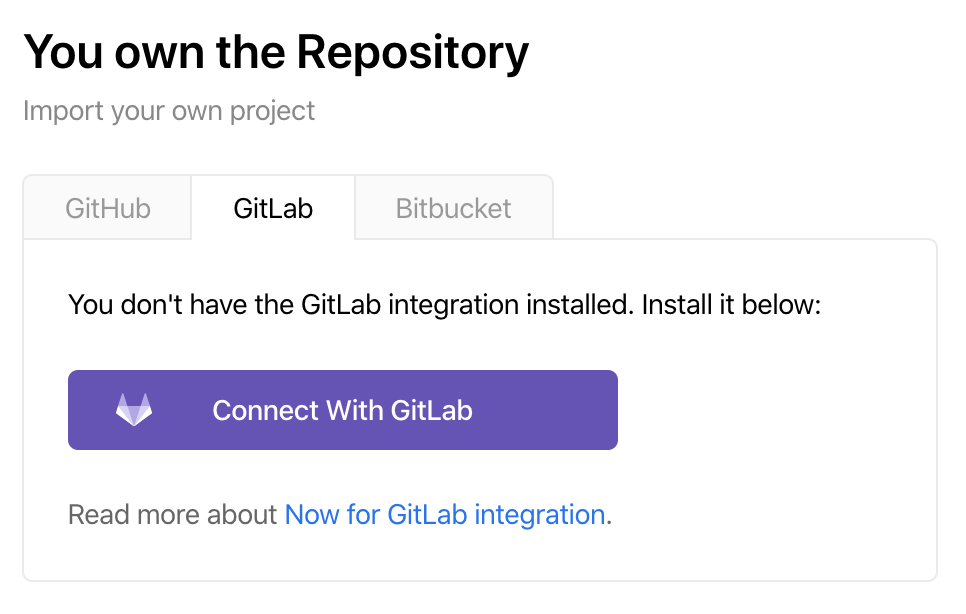 You own the Repository
Import your own project
GitHub
GitLab
Bitbucket
You don't have the GitLab integration installed. Install it below:
Connect With GitLab
Read more about Now for GitLab integration.